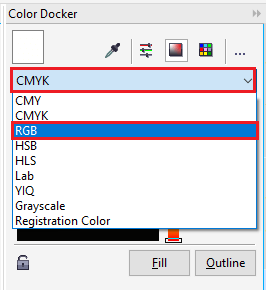 Color Docker
...
CMYK
CMY
CMYK
RGB
HSB
HLS
Lab
YIQ
Grayscale
Registration Color
Fill
Outline